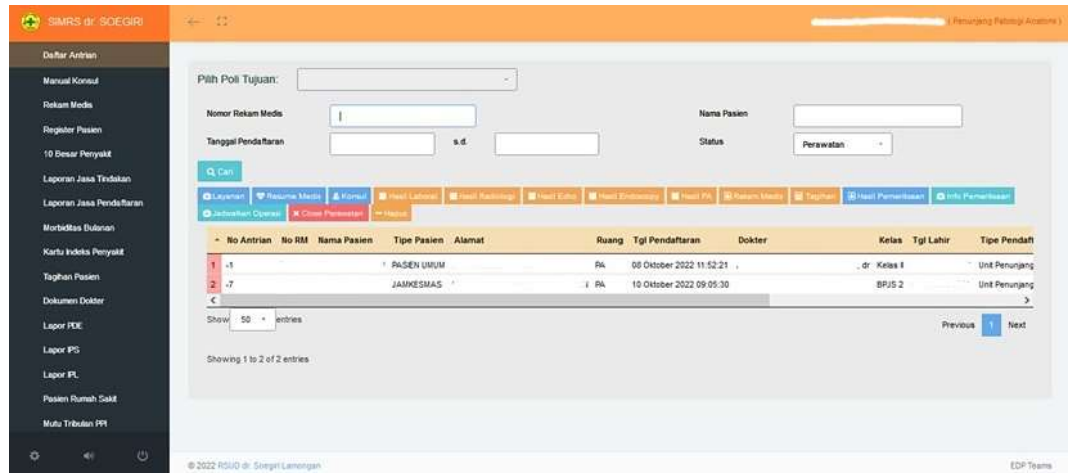 SIMRS dr. SOEGIRI
( Penunjang Patologi Anatomi )
Daftar Antrian
Manual Konsul
Rekam Medis
Register Pasien
10 Besar Penyakit
Laporan Jasa Tindakan
Laporan Jasa Pendaftaran
Morbiditas Bulanan
Kartu Indeks Penyakit
Tagihan Pasien
Dokumen Dokter
Lapor PDE
Lapor IPS
Lapor IPL
Pasien Rumah Sakit
Mutu Tribulan PPI
Pilih Poli Tujuan:
Nomor Rekam Medis
Nama Pasien
Tanggal Pendaftaran s.d. Status Perawatan
Cari
Layanan Resume Medis Konsul Hasil Laborat Hasil Radiologi Hasil Echo Hasil Endoscopy Hasil PA Rekam Medis Tagihan Hasil Pemeriksaan Info Pemeriksaan
Jadwalkan Operasi Close Perawatan Hapus
No Antrian No RM Nama Pasien Tipe Pasien Alamat Ruang Tgl Pendaftaran Dokter Kelas Tgl Lahir Tipe Pendaft
1 -1 PASIEN UMUM PA 08 Oktober 2022 11:52:21 , dr Kelas II Unit Penunjang
2 -7 JAMKESMAS PA 10 Oktober 2022 09:05:30 BPJS 2 Unit Penunjang
Show 50 entries
Previous 1 Next
Showing 1 to 2 of 2 entries
© 2022 RSUD dr. Soegiri Lamongan
EDP Teams